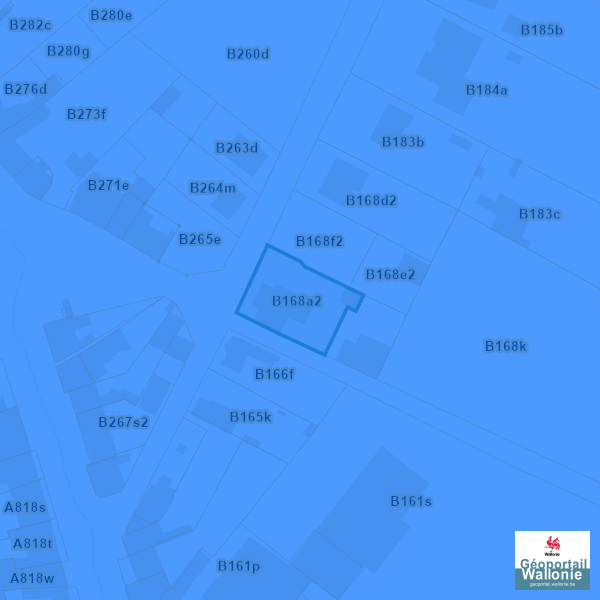 B280e
B282c
B185b
B280g
B260d
B276d
B184a
B273f
B183b
B263d
B271e
B264m
B168d2
B183c
B265e
B168f2
B168e2
B168a2
B168k
B166f
B165k
B267s2
B161s
A818s
A818t
B161p
A818w
Wallonie
Géoportail
Wallonie
geoportail.wallonie.be